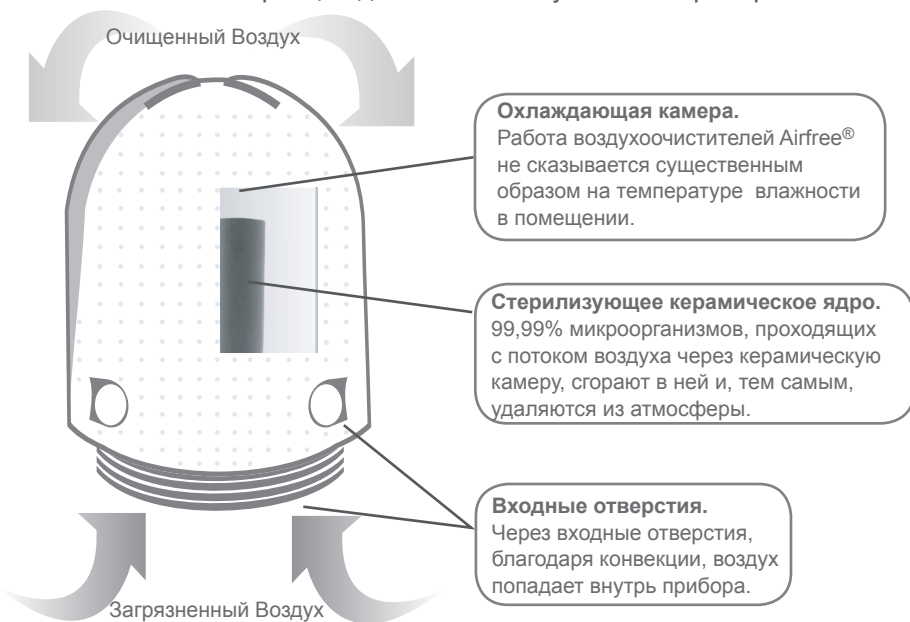 Очищенный Воздух
Охлаждающая камера.
Работа воздухоочистителей Airfree®
не сказывается существенным
образом на температуре влажности
в помещении.
Стерилизующее керамическое ядро.
99,99% микроорганизмов, проходящих
с потоком воздуха через керамическую
камеру, сгорают в ней и, тем самым,
удаляются из атмосферы.
Входные отверстия.
Через входные отверстия,
благодаря конвекции, воздух
попадает внутрь прибора.
Загрязненный Воздух